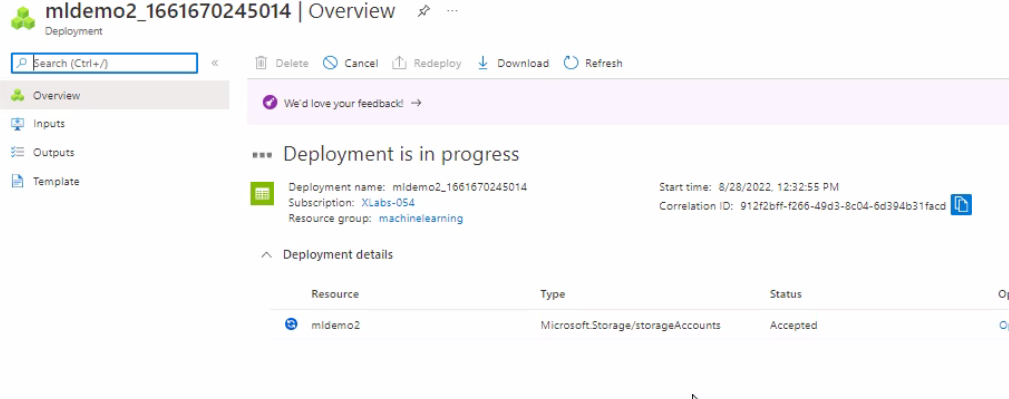 mldemo2_1661670245014 | Overview
Deployment
Search (Ctrl+/)
Overview
Inputs
Outputs
Template
Delete Cancel Redeploy Download Refresh
We'd love your feedback! →
Deployment is in progress
Deployment name: mldemo2_1661670245014
Subscription: XLabs-054
Resource group: machinelearning
Start time: 8/28/2022, 12:32:55 PM
Correlation ID: 912f2bff-f266-49d3-8c04-6d394b31facd
Deployment details
Resource Type Status
mldemo2 Microsoft.Storage/storageAccounts Accepted